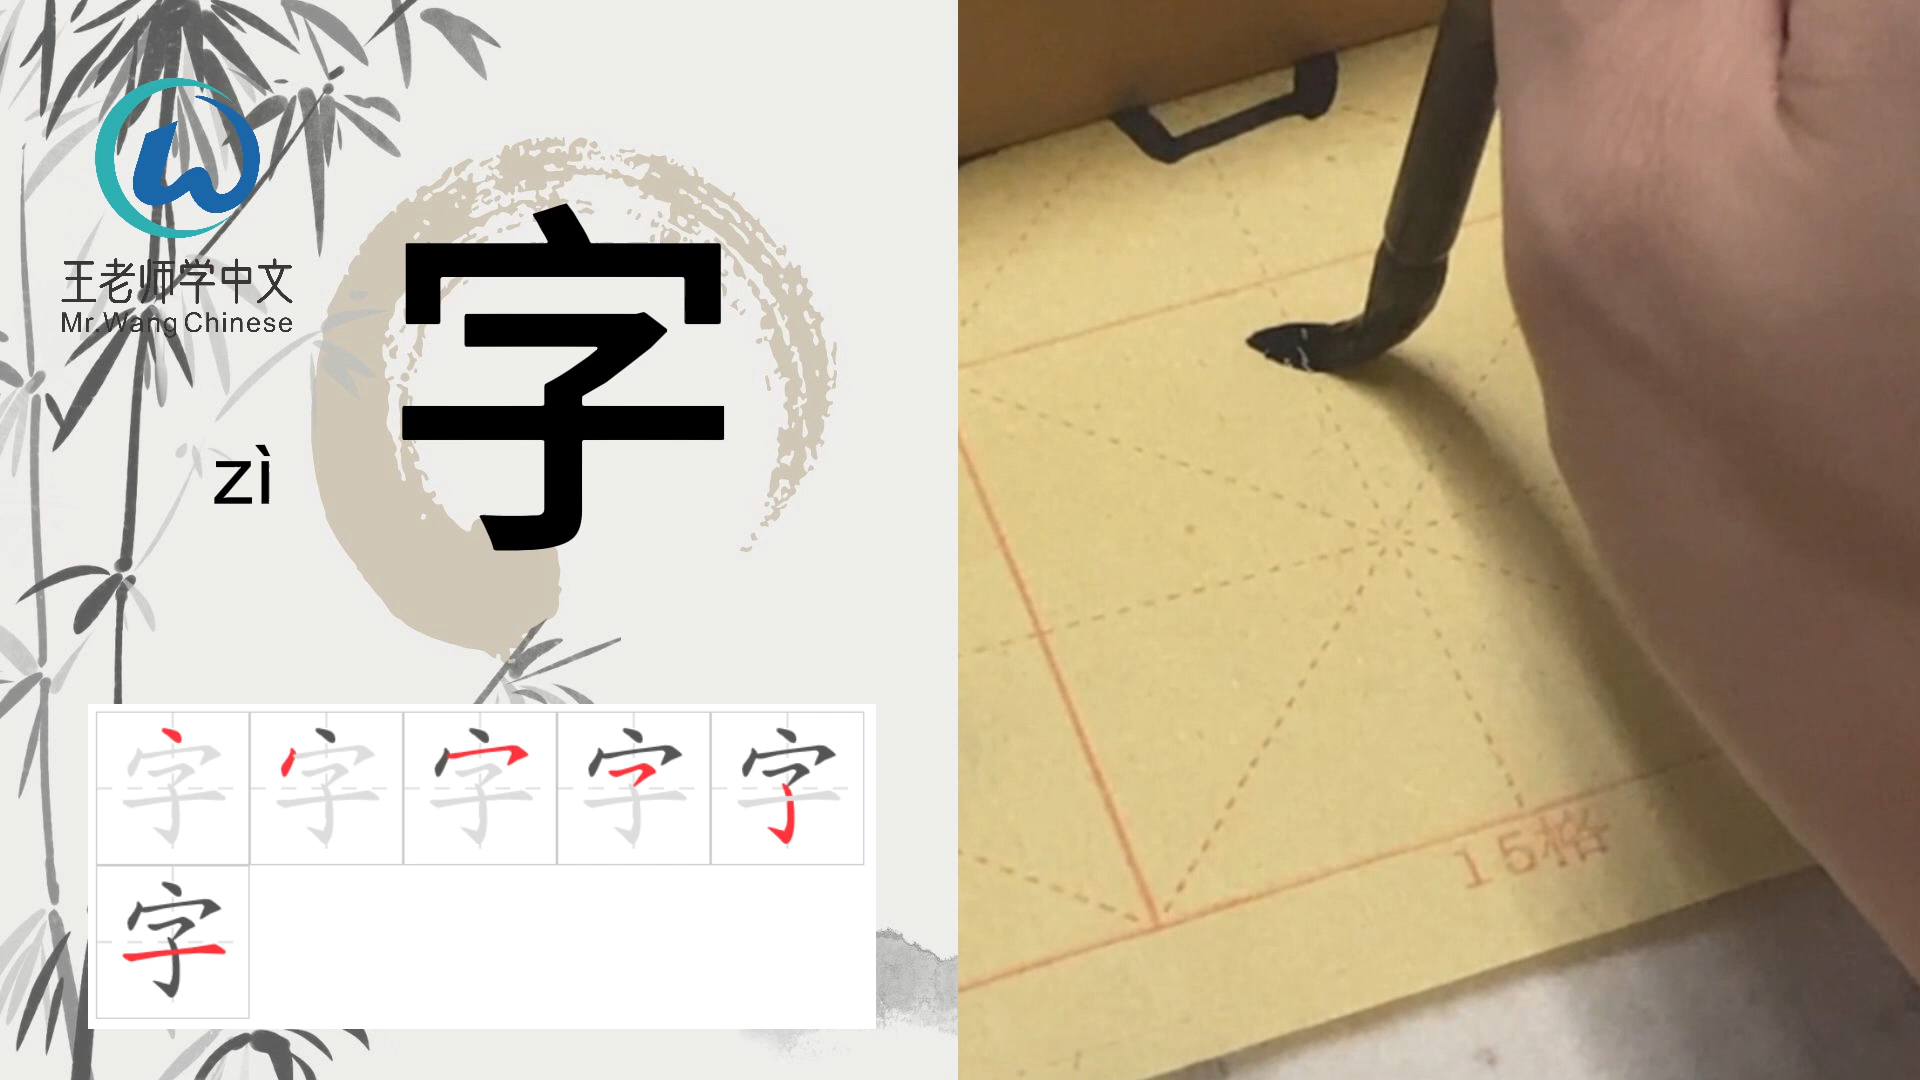 王老师学中文
Mr.Wang Chinese
字
zì
字 字 字 字 字
字
15格